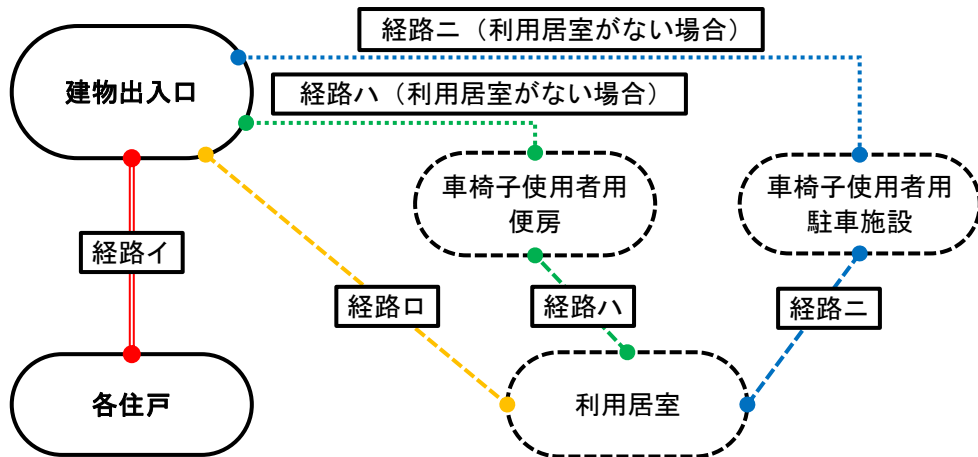 経路ニ（利用居室がない場合）
建物出入口
経路ハ（利用居室がない場合）
車椅子使用者用
便房
車椅子使用者用
駐車施設
経路イ
経路ロ
経路ハ
経路ニ
各住戸
利用居室